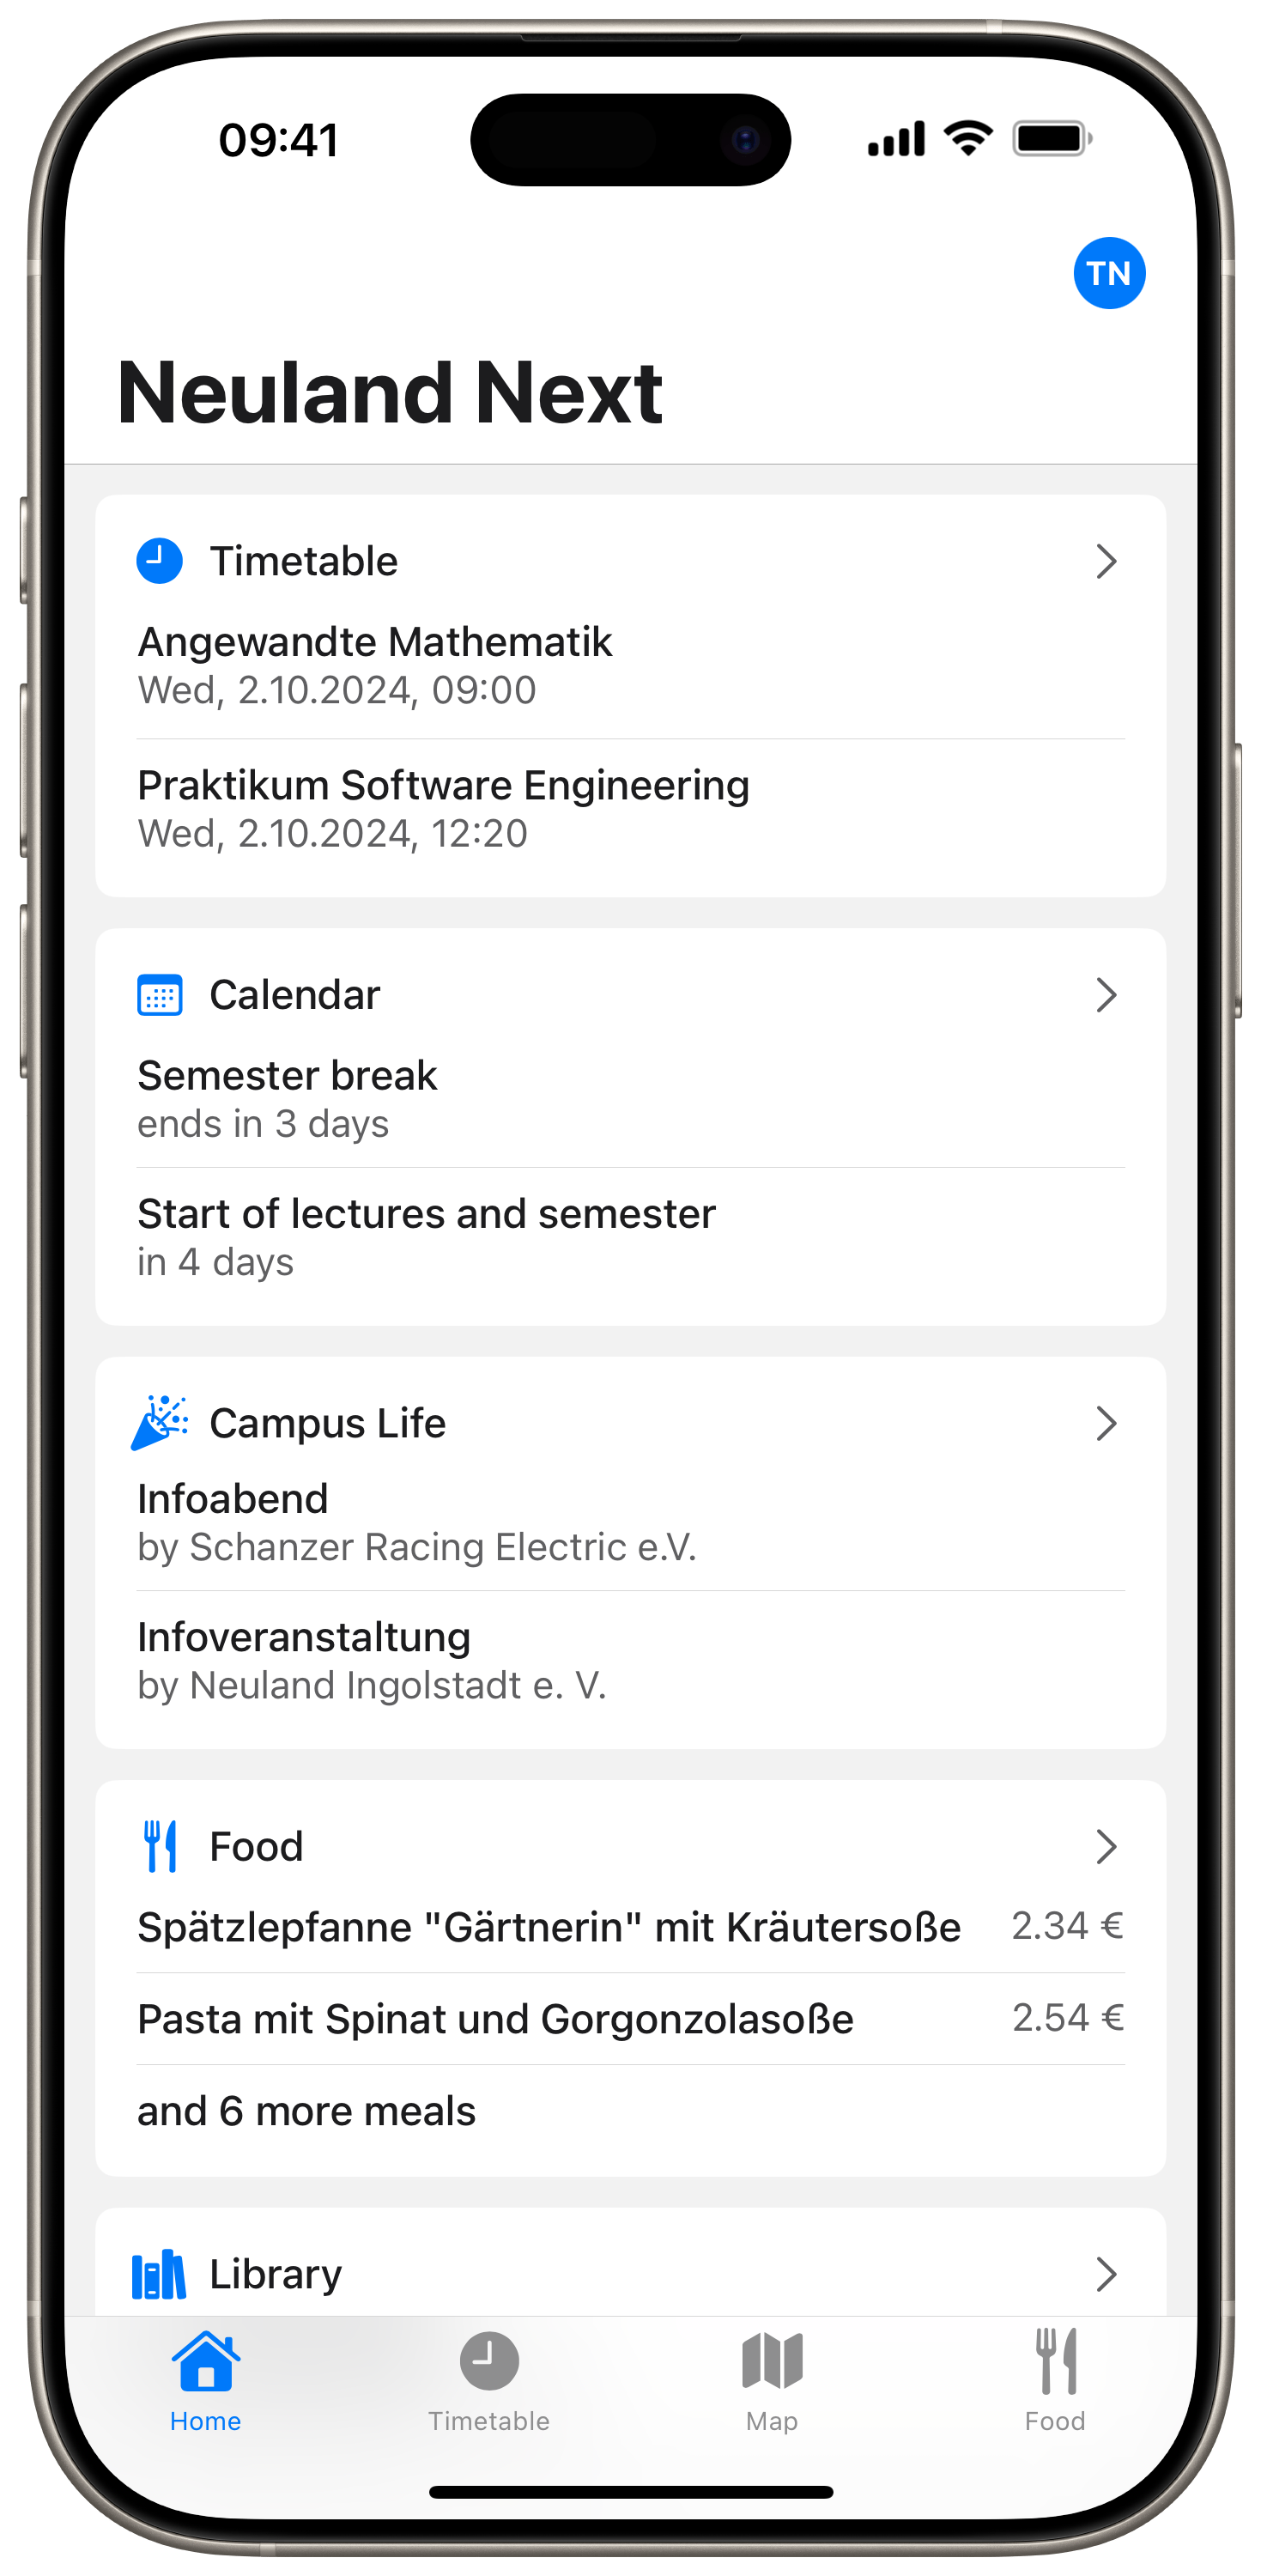 09:41
TN
Neuland Next
Timetable
Angewandte Mathematik
Wed, 2.10.2024, 09:00
Praktikum Software Engineering
Wed, 2.10.2024, 12:20
Calendar
Semester break
ends in 3 days
Start of lectures and semester
in 4 days
Campus Life
Infoabend
by Schanzer Racing Electric e.V.
Infoveranstaltung
by Neuland Ingolstadt e. V.
Food
Spätzlepfanne "Gärtnerin" mit Kräutersoße 2.34 €
Pasta mit Spinat und Gorgonzolasoße 2.54 €
and 6 more meals
Library
Home Timetable Map Food